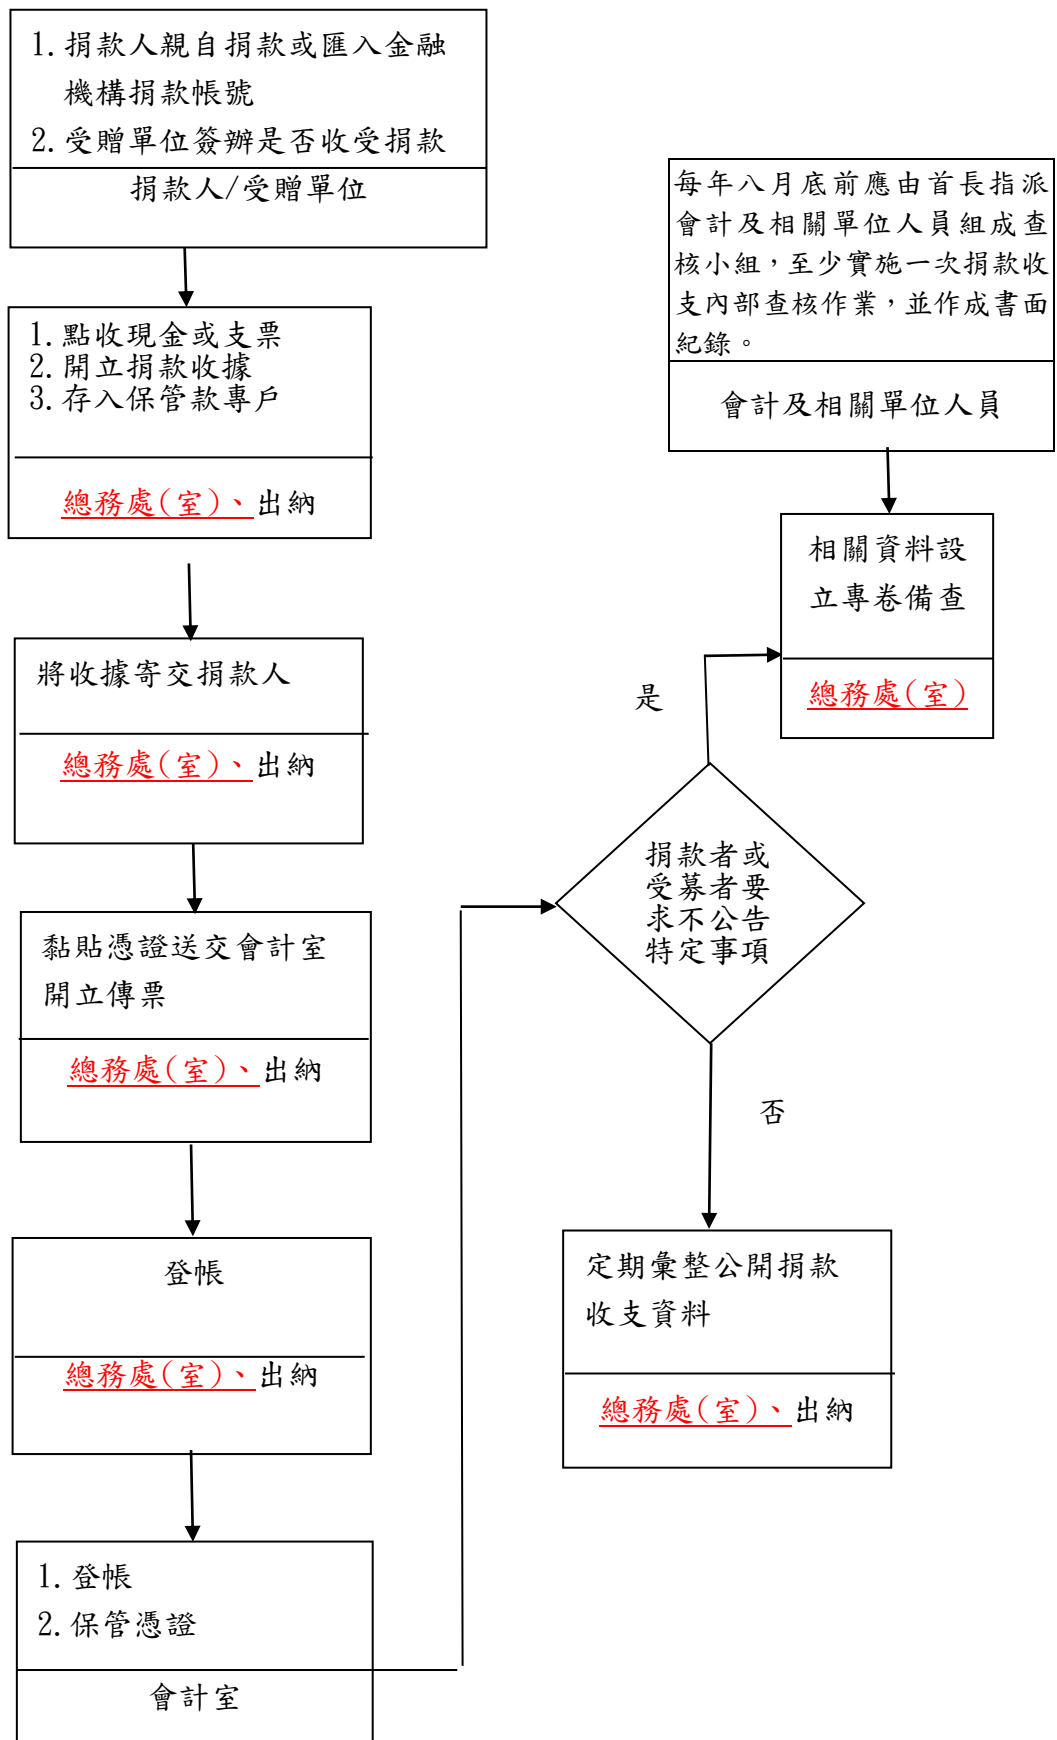 1.捐款人親自捐款或匯入金融
機構捐款帳號
2.受贈單位簽辦是否收受捐款
捐款人/受贈單位
1.點收現金或支票
2.開立捐款收據
3.存入保管款專戶
總務處(室)、出納
將收據寄交捐款人
總務處(室)、出納
黏貼憑證送交會計室
開立傳票
總務處(室)、出納
登帳
總務處(室)、出納
1.登帳
2.保管憑證
會計室
每年八月底前應由首長指派
會計及相關單位人員組成查
核小組，至少實施一次捐款收
支內部查核作業，並作成書面
紀錄。
會計及相關單位人員
相關資料設
立專卷備查
總務處(室)
是
捐款者或
受募者要
求不公告
特定事項
否
定期彙整公開捐款
收支資料
總務處(室)、出納